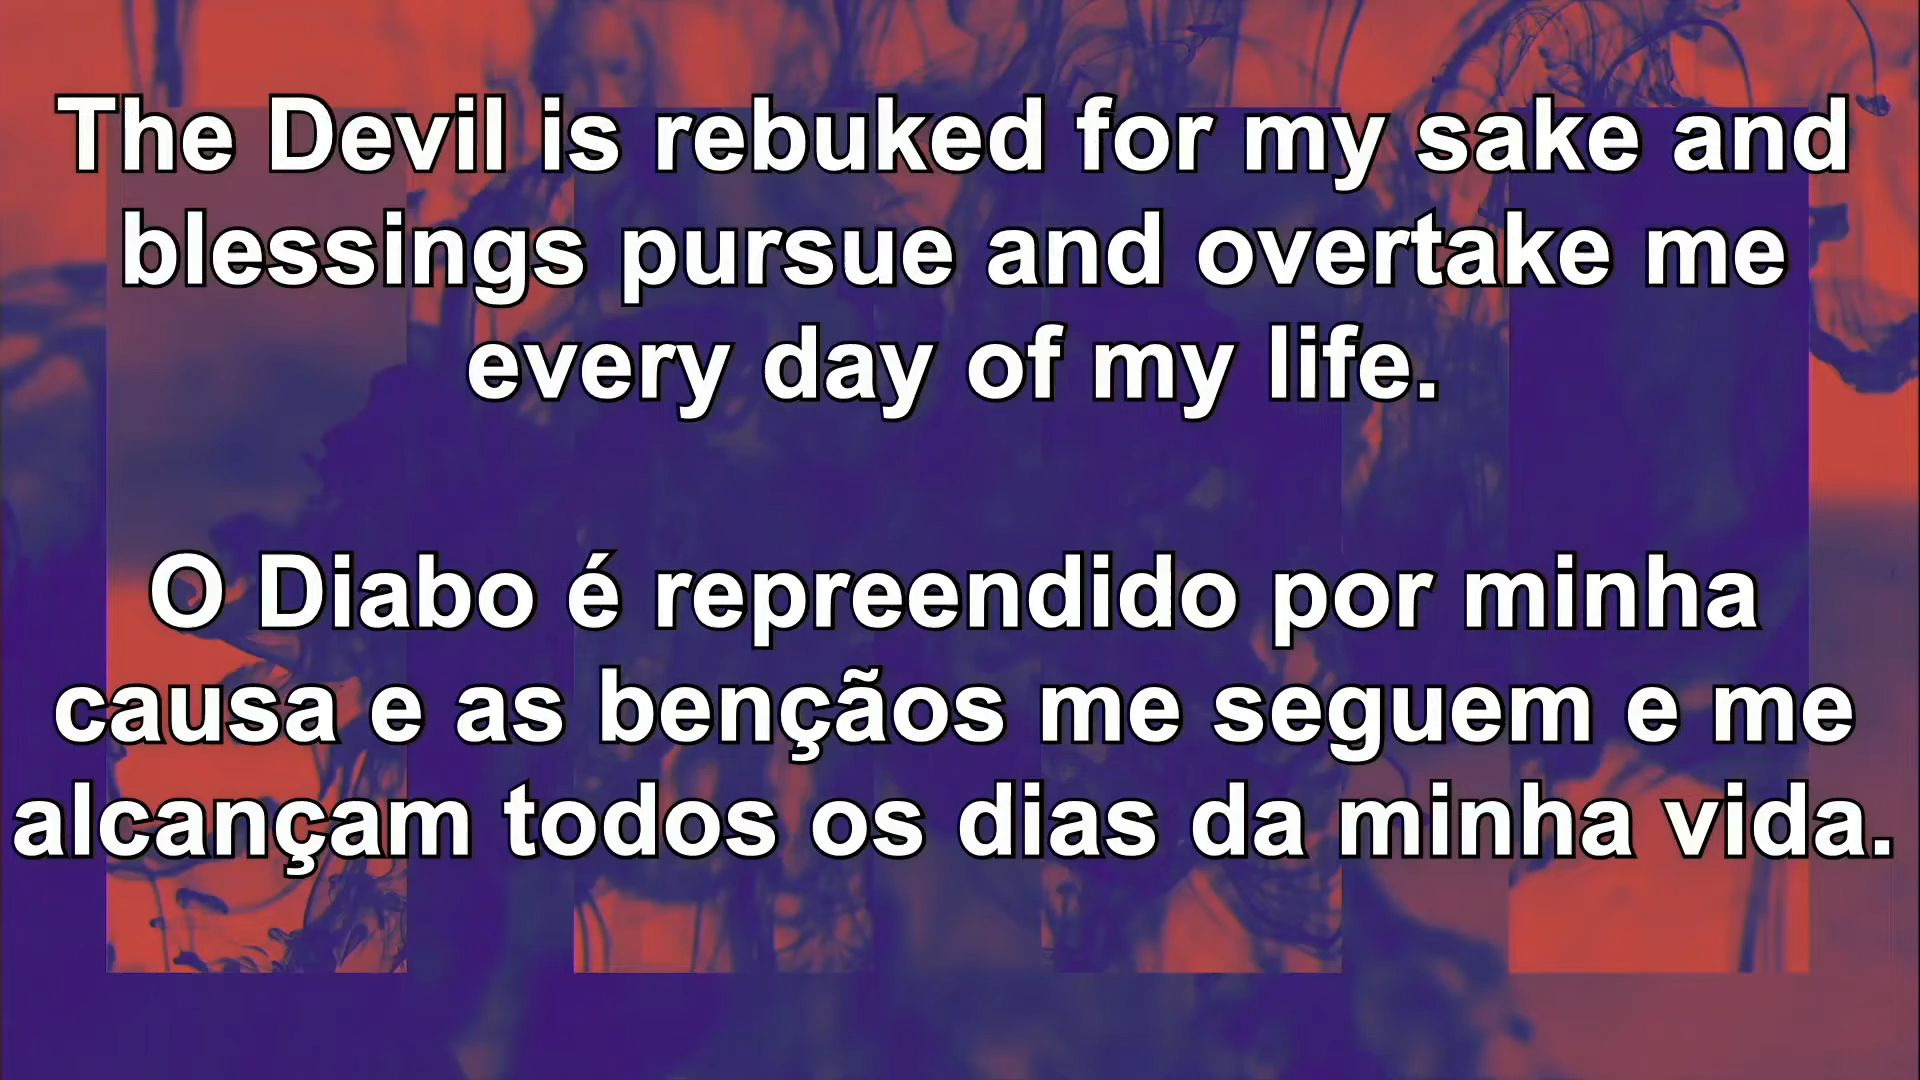 The Devil is rebuked for my sake and
blessings pursue and overtake me
every day of my life.
O Diabo é repreendido por minha
causa e as bençãos me seguem e me
alcançam todos os dias da minha vida.